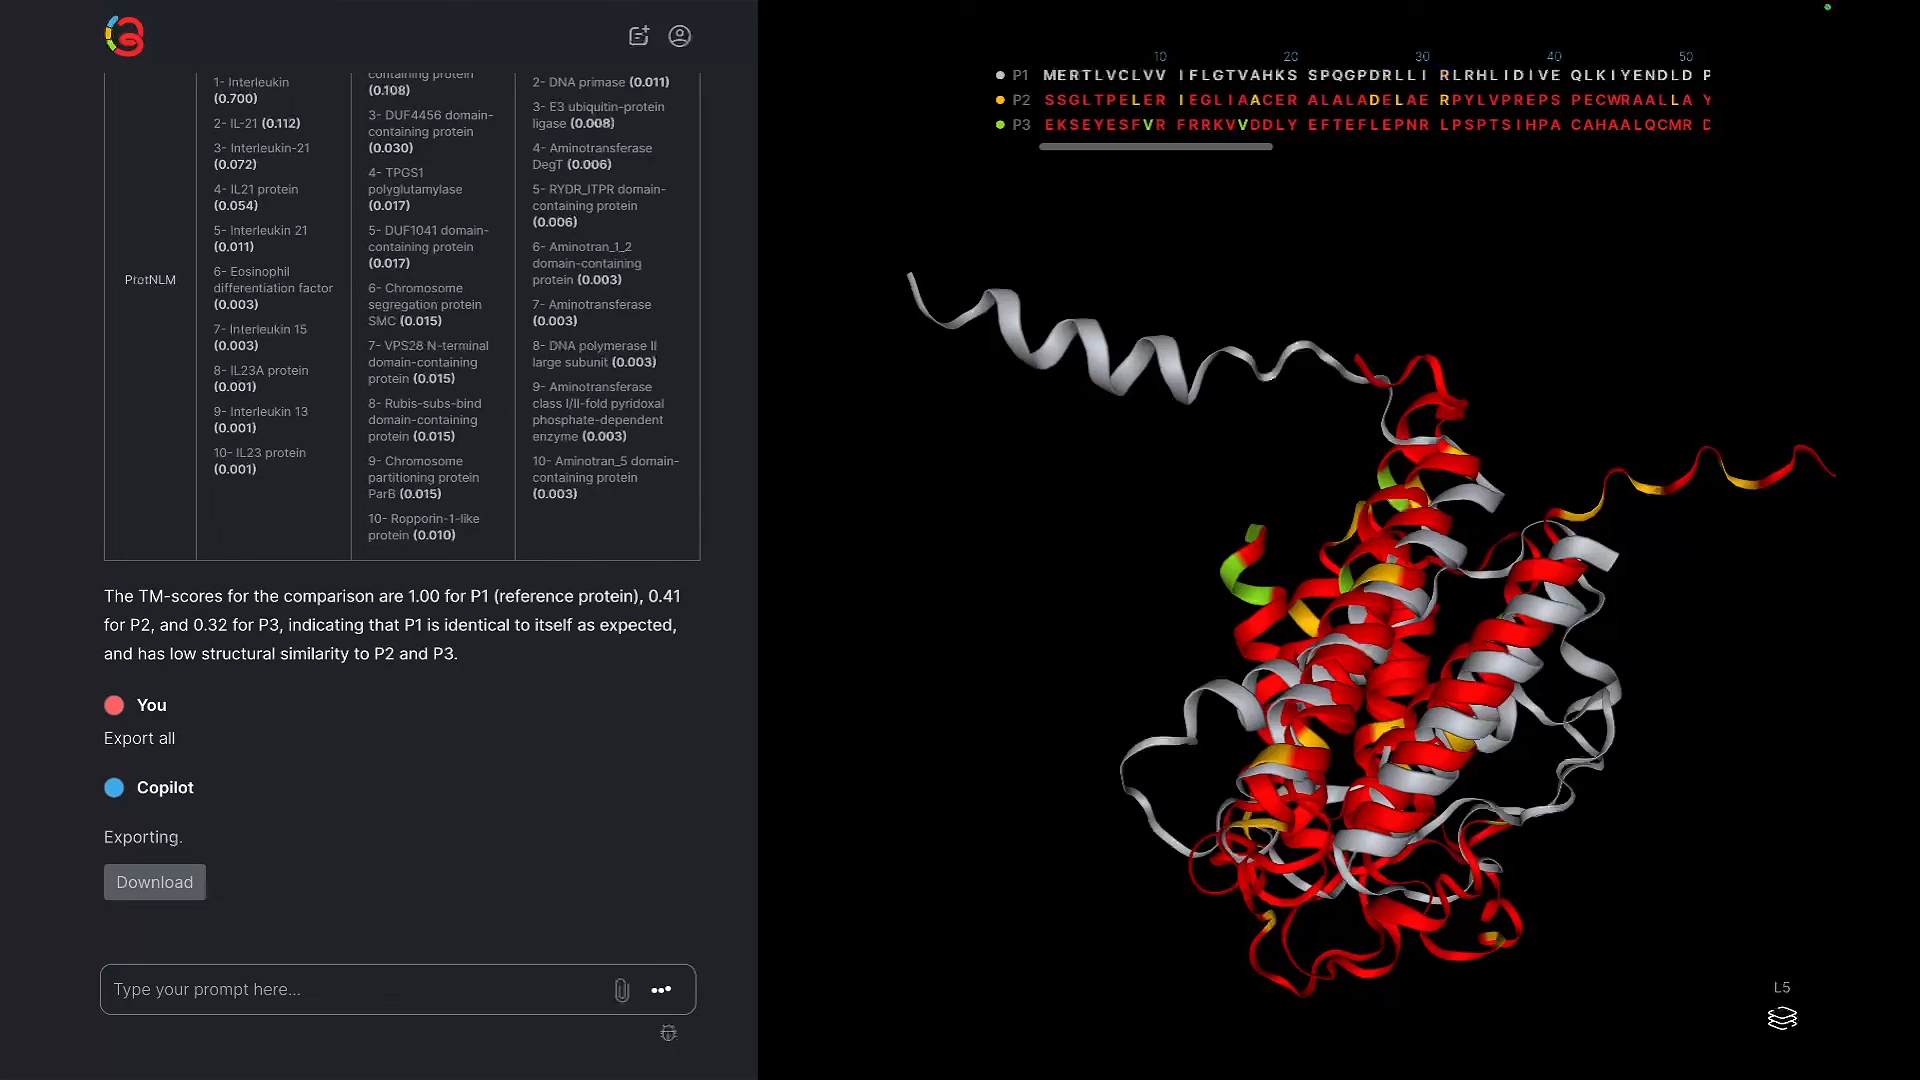 1- Interleukin
(0.700)
2- IL-21 (0.112)
3- Interleukin-21
(0.072)
4- IL21 protein
(0.054)
5- Interleukin 21
(0.011)
6- Eosinophil
differentiation factor
(0.003)
7- Interleukin 15
(0.003)
8- IL23A protein
(0.001)
9- Interleukin 13
(0.001)
10- IL23 protein
(0.001)
containing protein
(0.108)
3- DUF4456 domain-
containing protein
(0.030)
4- TPGS1
polyglutamylase
(0.017)
5- DUF1041 domain-
containing protein
(0.017)
6- Chromosome
segregation protein
SMC (0.015)
7- VPS28 N-terminal
domain-containing
protein (0.015)
8- Rubis-subs-bind
domain-containing
protein (0.015)
9- Chromosome
partitioning protein
ParB (0.015)
10- Ropporin-1-like
protein (0.010)
2- DNA primase (0.011)
3- E3 ubiquitin-protein
ligase (0.008)
4- Aminotransferase
DegT (0.006)
5- RYDR_ITPR domain-
containing protein
(0.006)
6- Aminotran_1_2
domain-containing
protein (0.003)
7- Aminotransferase
(0.003)
8- DNA polymerase II
large subunit (0.003)
9- Aminotransferase
class I/II-fold pyridoxal
phosphate-dependent
enzyme (0.003)
10- Aminotran_5 domain-
containing protein
(0.003)
ProtNLM
The TM-scores for the comparison are 1.00 for P1 (reference protein), 0.41
for P2, and 0.32 for P3, indicating that P1 is identical to itself as expected,
and has low structural similarity to P2 and P3.
You
Export all
Copilot
Exporting.
Download
Type your prompt here...
10 20 30 40 50
P1 MERTLVCLVV IFLGTVAHKS SPQGPDRLLI RLRHLIDIVE QLKIYENDLD P
P2 SSGLTPELER IEGLIAACER ALALADELAE RPYLVPREPS PECWRAALLA Y
P3 EKSEYESFVR FRRKVVDDLY EFTEFLEPNR LPSPTSIHPA CAHAALQCMR D
L5